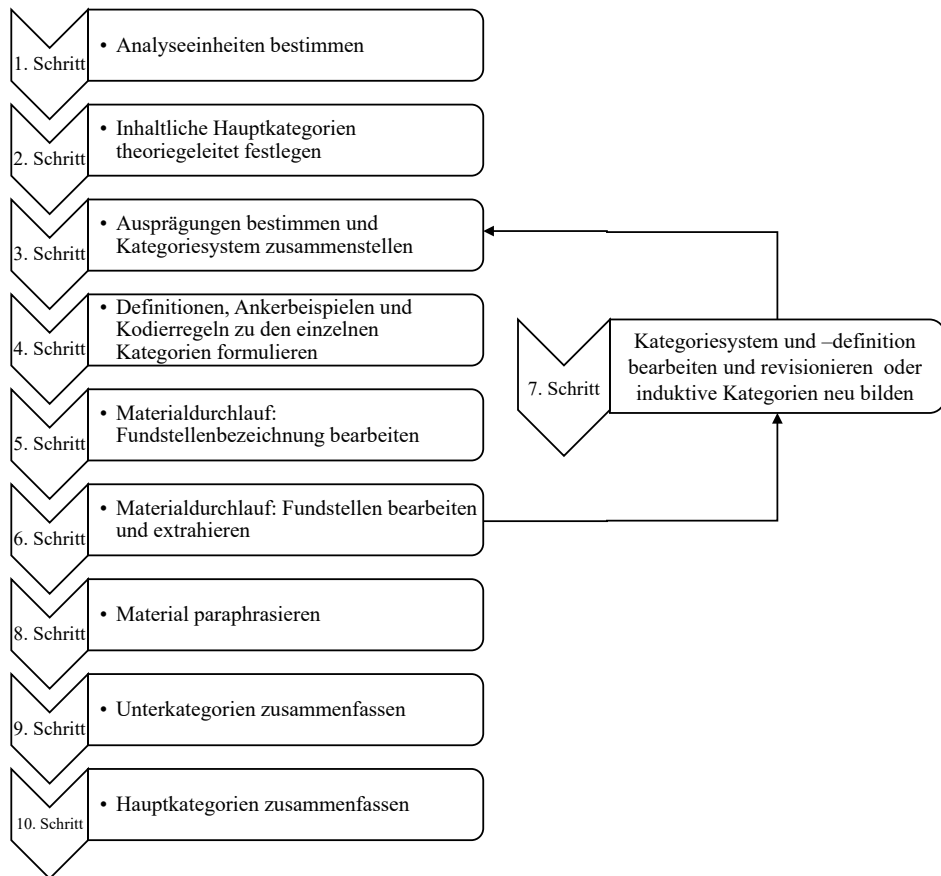 1. Schritt
• Analyseeinheiten bestimmen
2. Schritt
• Inhaltliche Hauptkategorien
theoriegeleitet festlegen
3. Schritt
• Ausprägungen bestimmen und
Kategoriesystem zusammenstellen
4. Schritt
• Definitionen, Ankerbeispielen und
Kodierregeln zu den einzelnen
Kategorien formulieren
5. Schritt
• Materialdurchlauf:
Fundstellenbezeichnung bearbeiten
6. Schritt
• Materialdurchlauf: Fundstellen bearbeiten
und extrahieren
7. Schritt
Kategoriesystem und –definition
bearbeiten und revisionieren oder
induktive Kategorien neu bilden
8. Schritt
• Material paraphrasieren
9. Schritt
• Unterkategorien zusammenfassen
10. Schritt
• Hauptkategorien zusammenfassen